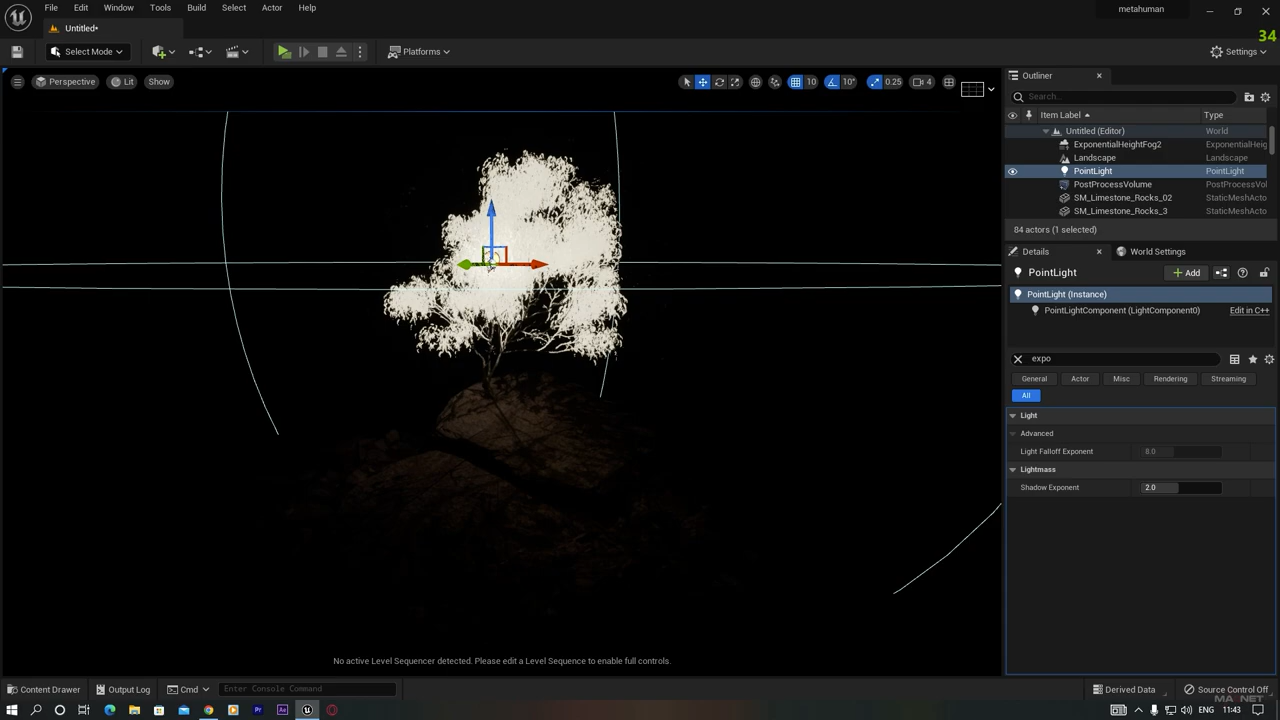 File Edit Window Tools Build Select Actor Help
metahuman
Untitled*
34
Select Mode
Platforms
Settings
Perspective Lit Show
10 10° 0.25 4
Outliner
Search...
Item Label Type
Untitled (Editor) World
ExponentialHeightFog2 ExponentialHeig
Landscape Landscape
PointLight PointLight
PostProcessVolume PostProcessVol
SM_Limestone_Rocks_02 StaticMeshActo
SM_Limestone_Rocks_3 StaticMeshActo
84 actors (1 selected)
Details World Settings
PointLight
Add
PointLight (Instance)
PointLightComponent (LightComponent0) Edit in C++
expo
General Actor Misc Rendering Streaming
All
Light
Advanced
Light Falloff Exponent 8.0
Lightmass
Shadow Exponent 2.0
No active Level Sequencer detected. Please edit a Level Sequence to enable full controls.
Content Drawer Output Log Cmd Enter Console Command
Derived Data Source Control Off
Pr Ae
ENG 11:43